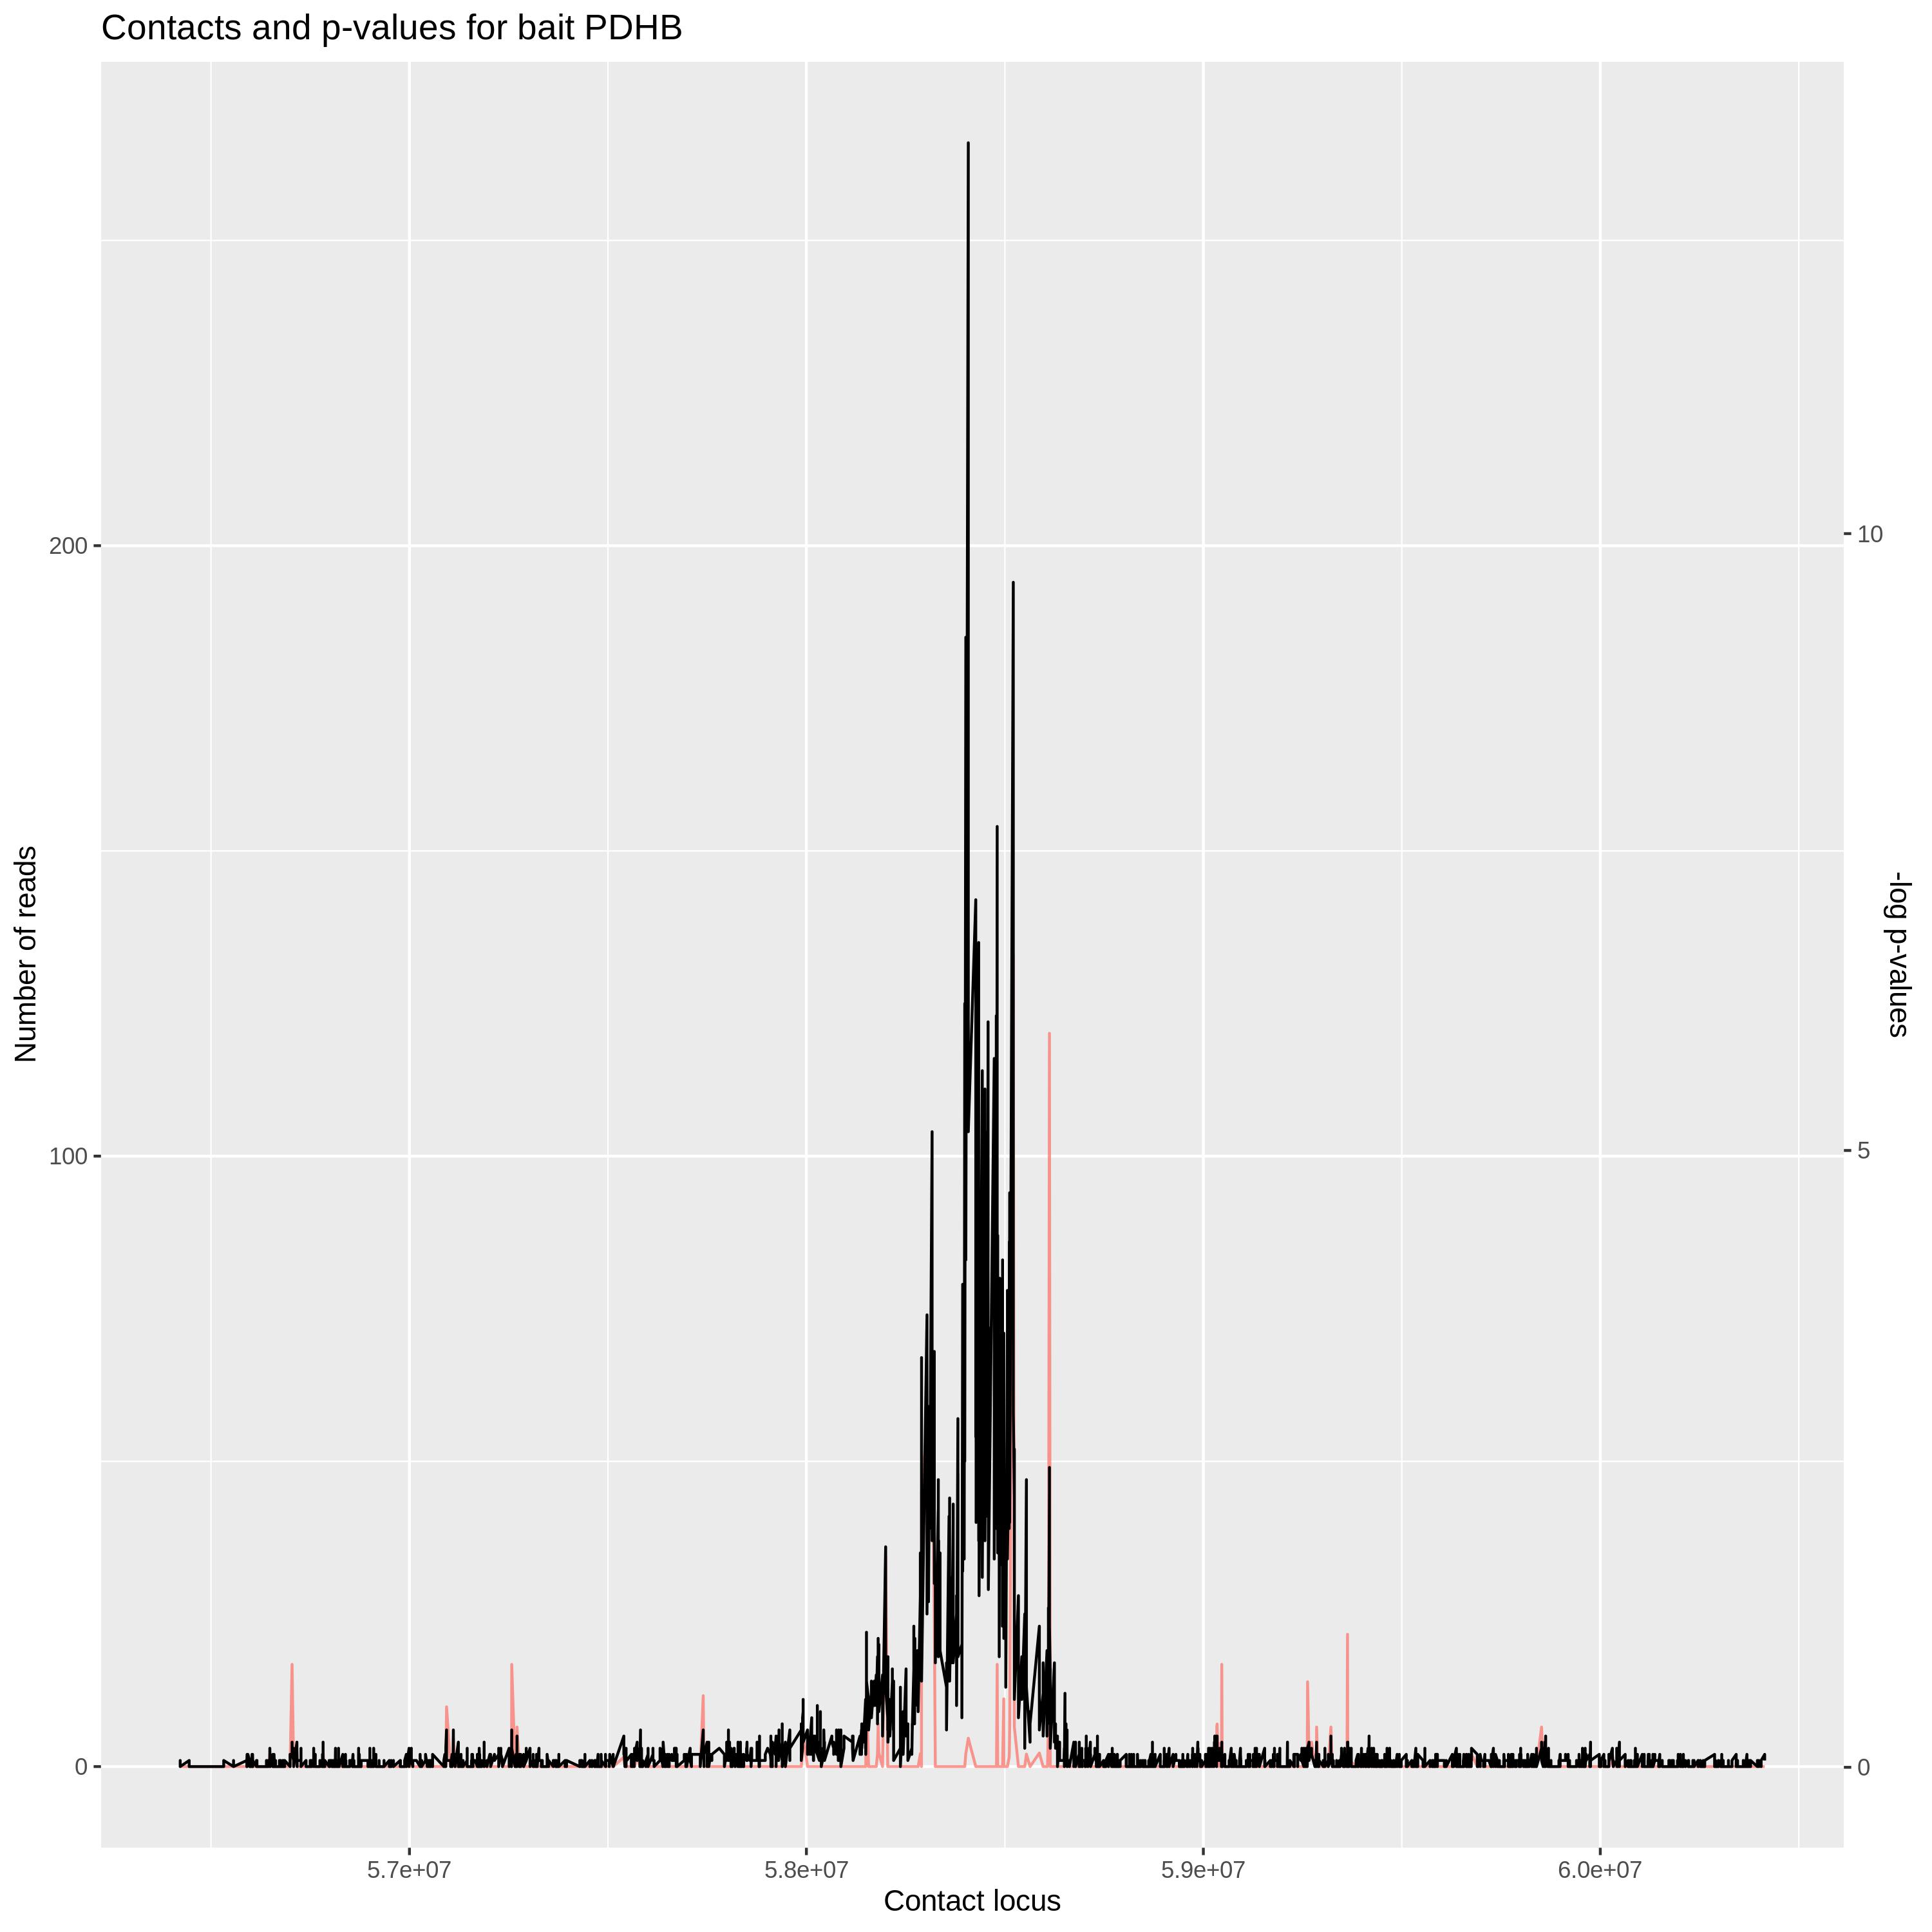 Contacts and p-values for bait PDHB
200
100
0
Number of reads
10
5
0
-log p-values
5.7e+07
5.8e+07
5.9e+07
6.0e+07
Contact locus